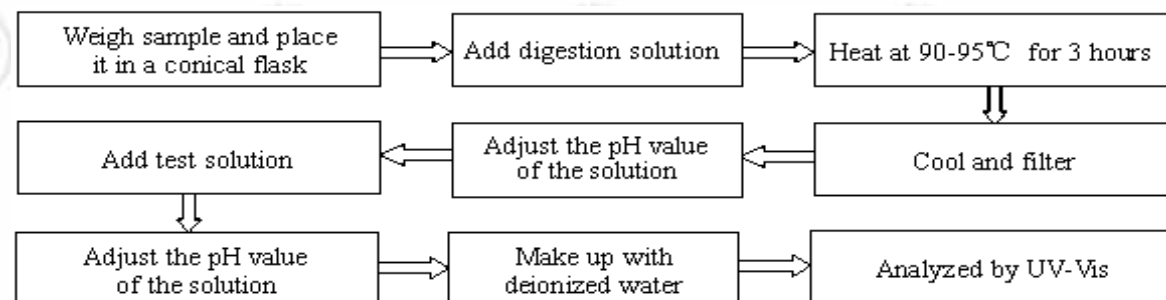 Weigh sample and place
it in a conical flask
Add digestion solution
Heat at 90-95℃ for 3 hours
Cool and filter
Adjust the pH value
of the solution
Add test solution
Adjust the pH value
of the solution
Make up with
deionized water
Analyzed by UV-Vis